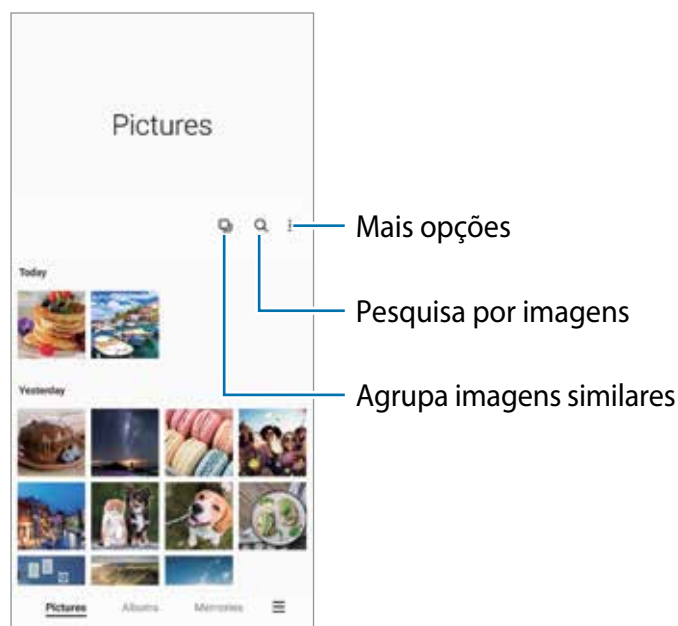 Pictures
Mais opções
Today
Pesquisa por imagens
Yesterday
Agrupa imagens similares
Pictures Albums Memories